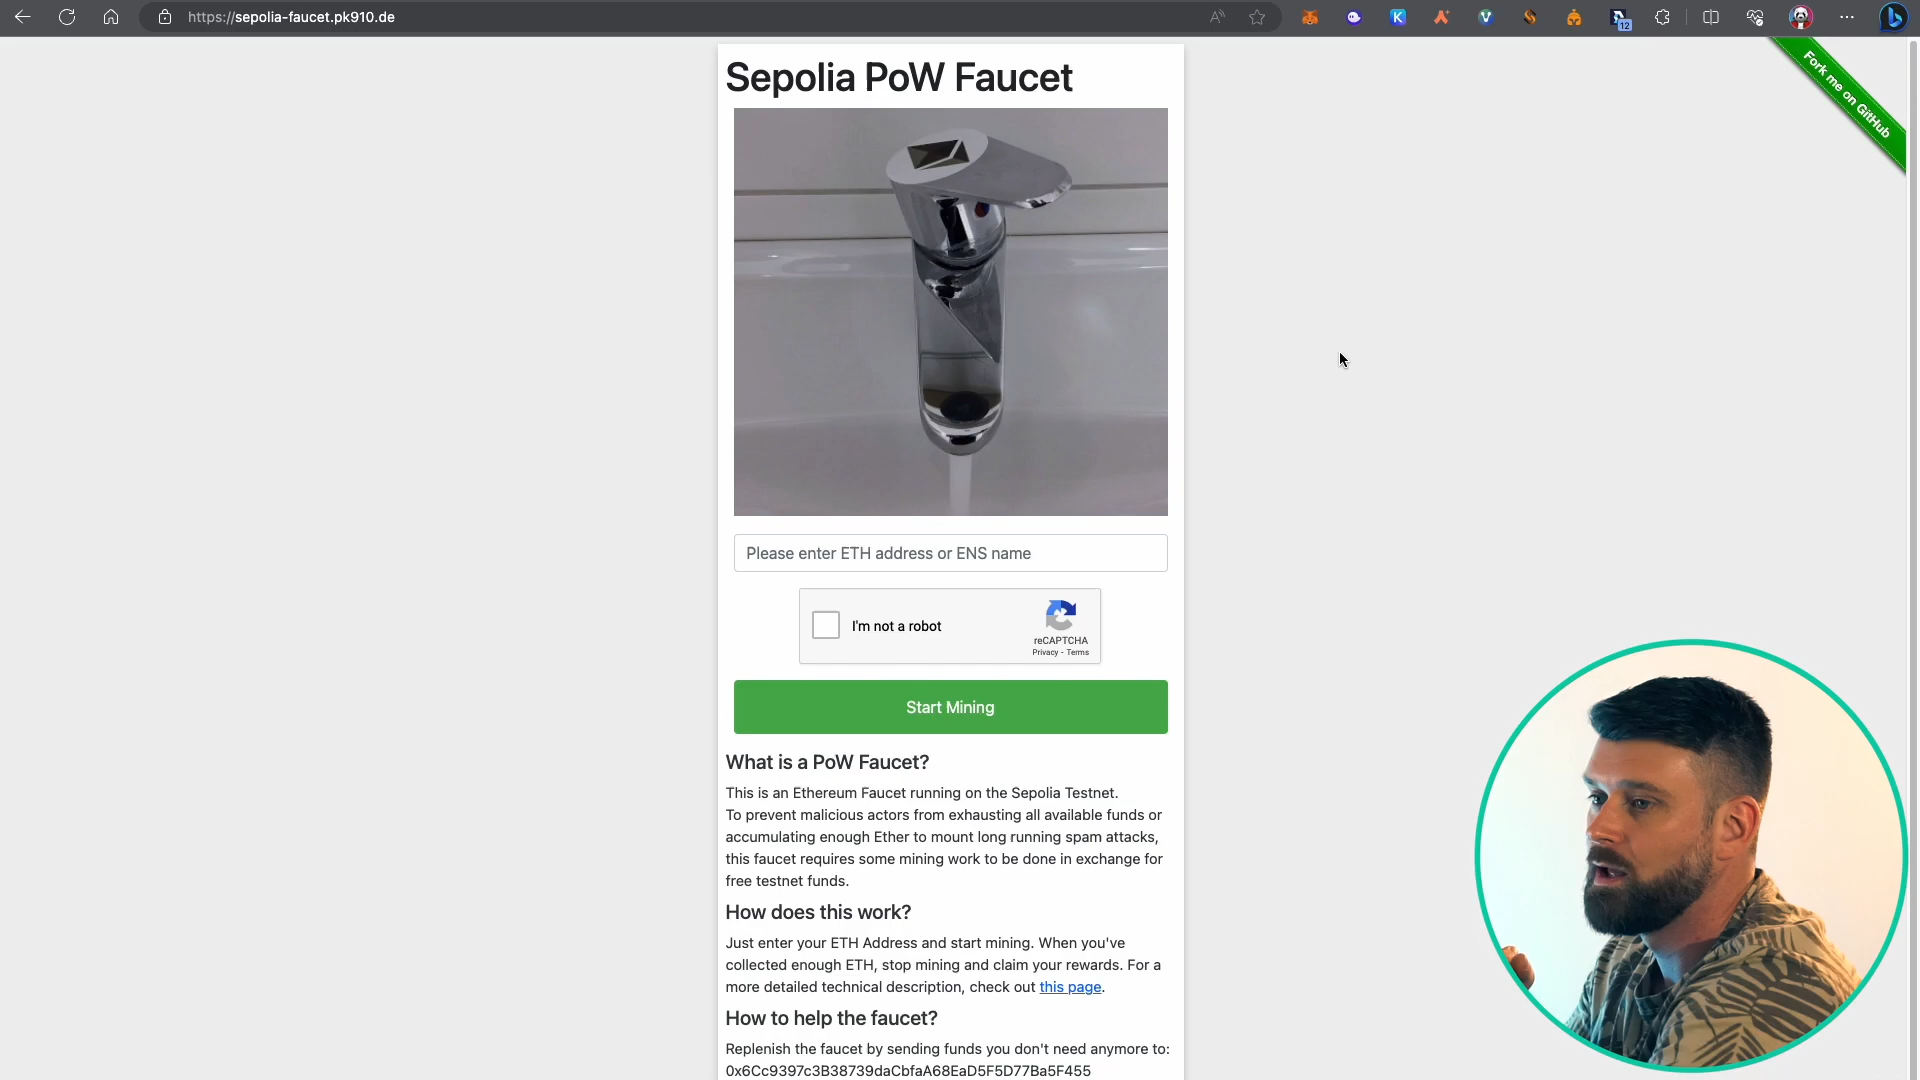 https://sepolia-faucet.pk910.de
12
Fork me on GitHub
Sepolia PoW Faucet
Please enter ETH address or ENS name
I'm not a robot
reCAPTCHA
Privacy - Terms
Start Mining
What is a PoW Faucet?
This is an Ethereum Faucet running on the Sepolia Testnet.
To prevent malicious actors from exhausting all available funds or
accumulating enough Ether to mount long running spam attacks,
this faucet requires some mining work to be done in exchange for
free testnet funds.
How does this work?
Just enter your ETH Address and start mining. When you've
collected enough ETH, stop mining and claim your rewards. For a
more detailed technical description, check out this page.
How to help the faucet?
Replenish the faucet by sending funds you don't need anymore to:
0x6Cc9397c3B38739daCbfaA68EaD5F5D77Ba5F455